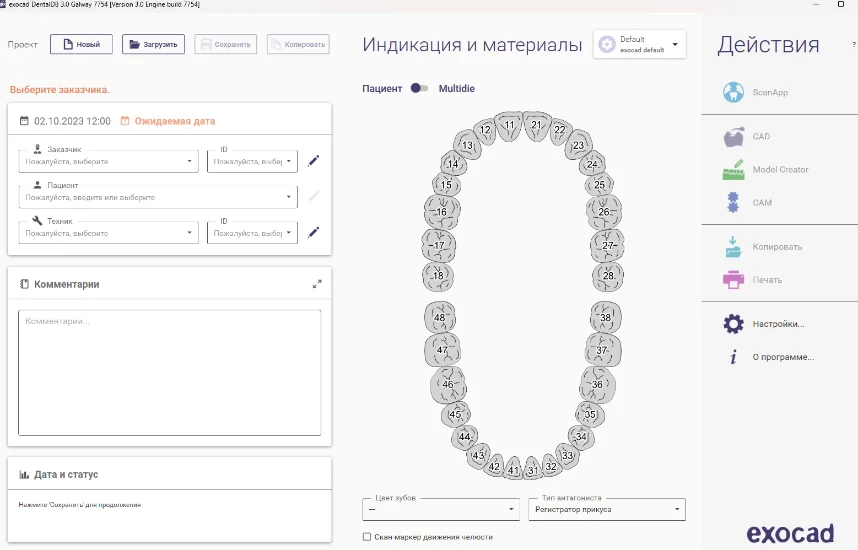 exocad DentalDB 3.0 Galway 7754 [Version 3.0 Engine build 7754]
Проект
Новый
Загрузить
Сохранить
Копировать
Выберите заказчика.
02.10.2023 12:00
Ожидаемая дата
Заказчик
Пожалуйста, выберите
ID
Пожалуйста, выбе
Пациент
Пожалуйста, введите или выберите
Техник
Пожалуйста, выберите
ID
Пожалуйста, выбе
Комментарии
Комментарии...
Дата и статус
Нажмите 'Сохранить' для продолжения
Индикация и материалы
Default
exocad default
Пациент
Multidie
11 21
12 22
13 23
14 24
15 25
16 26
17 27
18 28
48 38
47 37
46 36
45 35
44 34
43 33
42 32
41 31
Цвет зубов
---
Тип антагониста
Регистратор прикуса
Скан-маркер движения челюсти
Действия
?
ScanApp
CAD
Model Creator
CAM
Копировать
Печать
Настройки...
О программе...
exocad